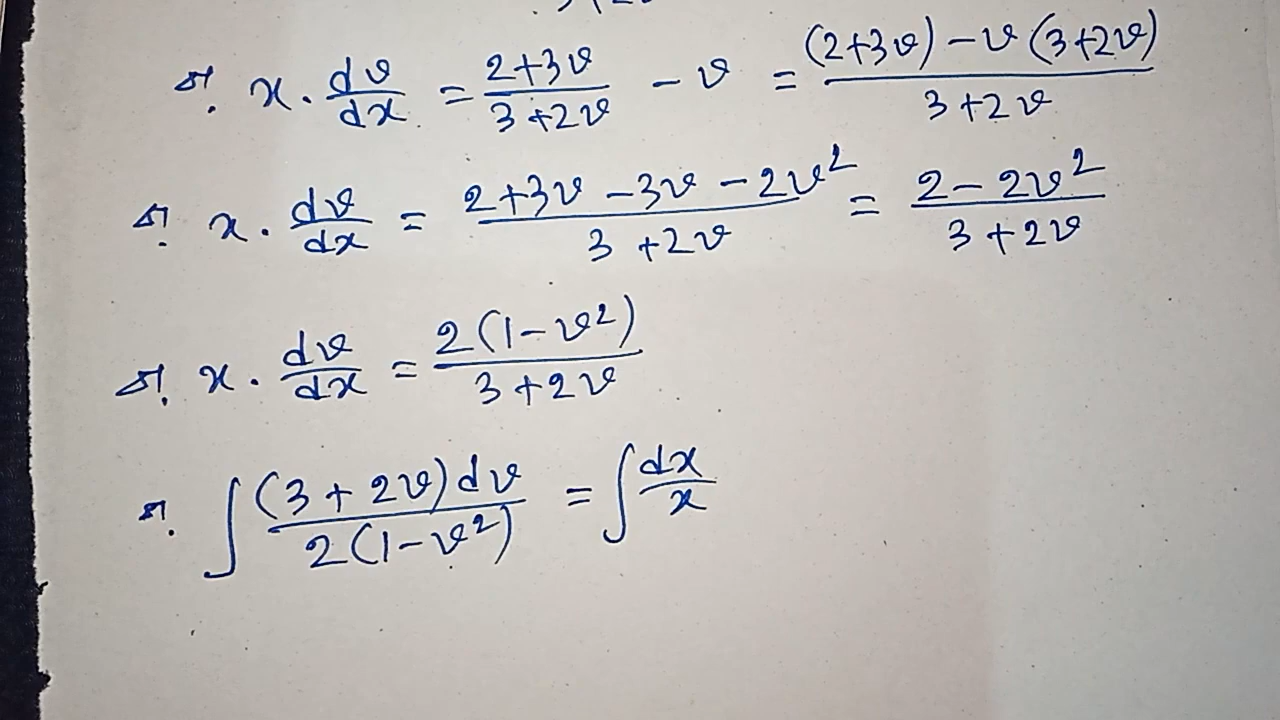 বা, x . dv/dx = (2+3v)/(3+2v) - v = ((2+3v) - v(3+2v))/(3+2v)
বা, x . dv/dx = (2+3v-3v-2v²)/(3+2v) = (2-2v²)/(3+2v)
বা, x . dv/dx = 2(1-v²)/(3+2v)
বা, ∫ (3+2v)dv/(2(1-v²)) = ∫ dx/x